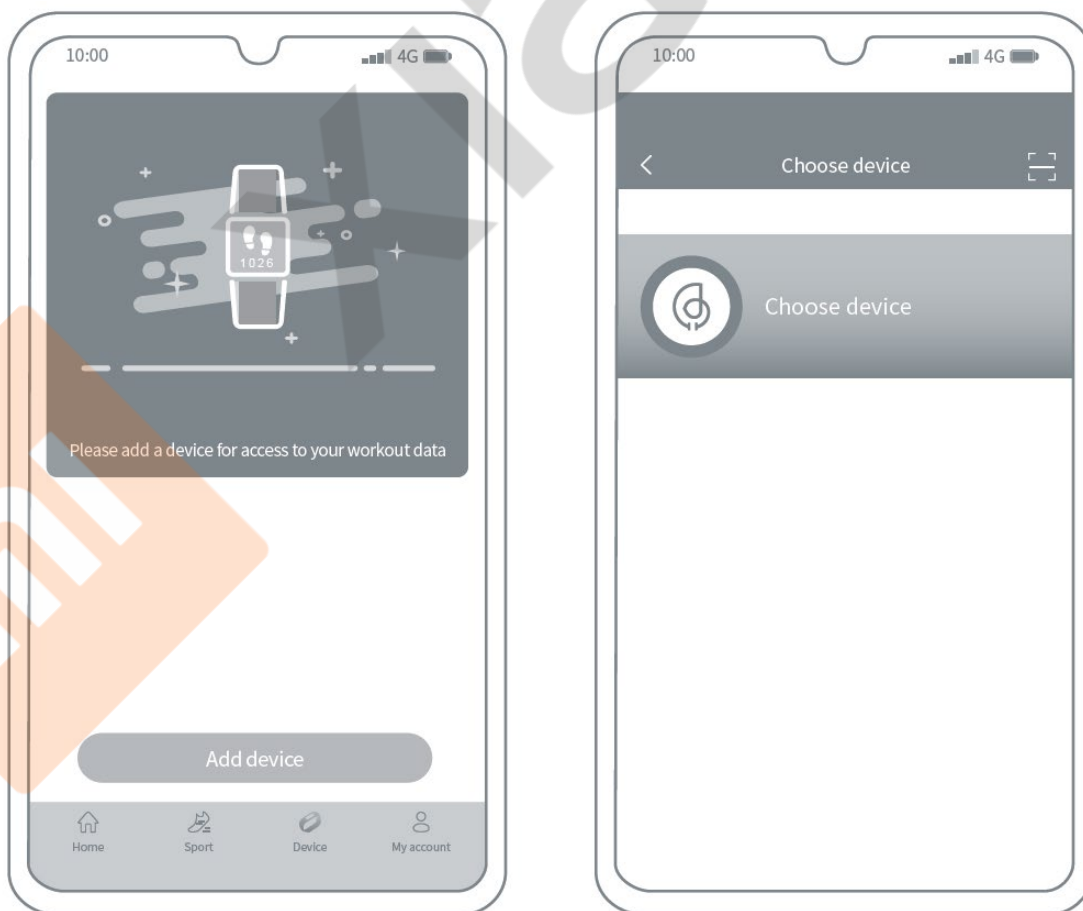 10:00
4G
1026
Please add a device for access to your workout data
Add device
Home
Sport
Device
My account
10:00
4G
Choose device
Choose device